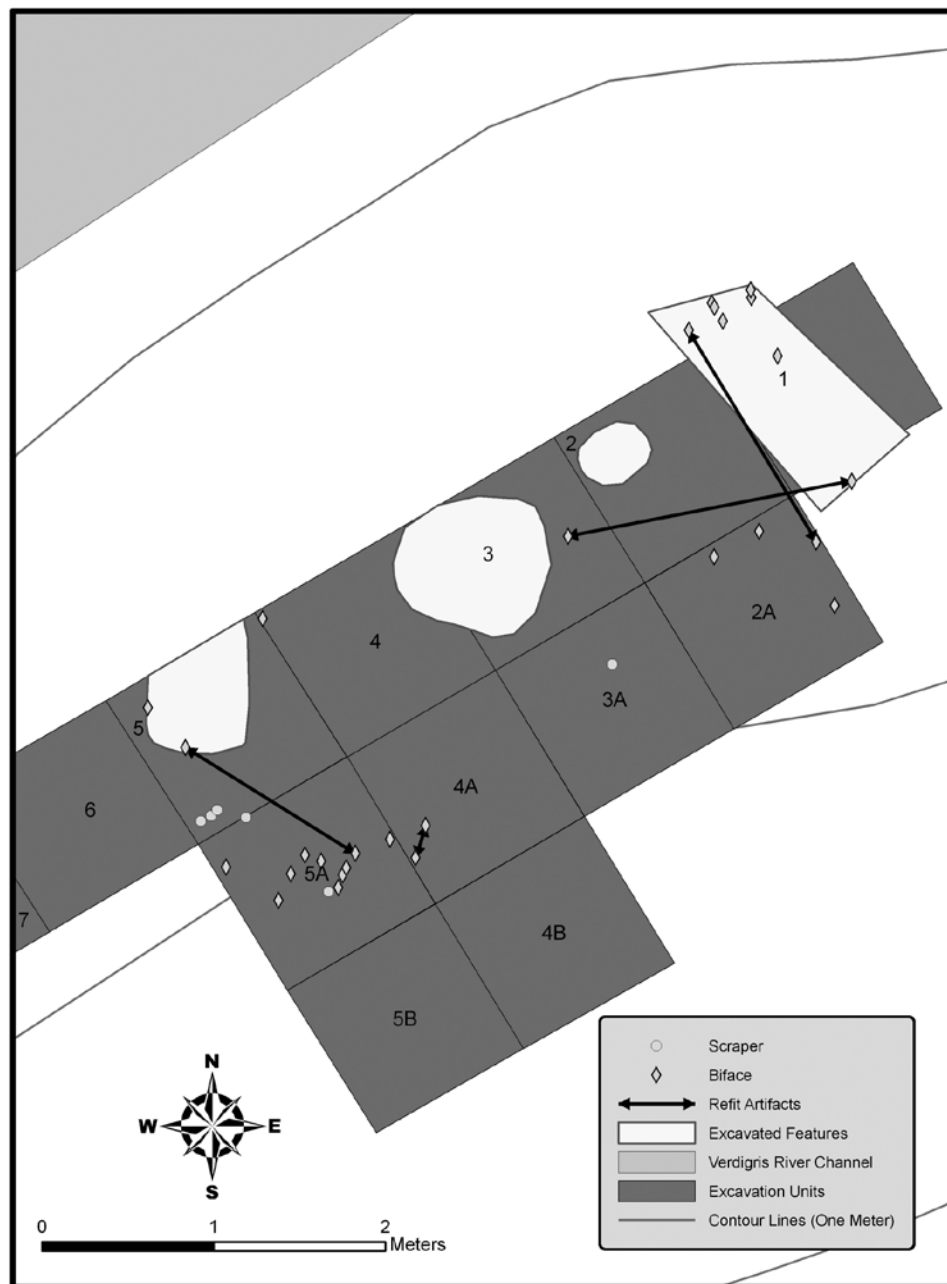 1
2
3
2A
4
3A
5
4A
6
5A
7
4B
5B
N
W E
S
0 1 2
Meters
Scraper
Biface
Refit Artifacts
Excavated Features
Verdigris River Channel
Excavation Units
Contour Lines (One Meter)